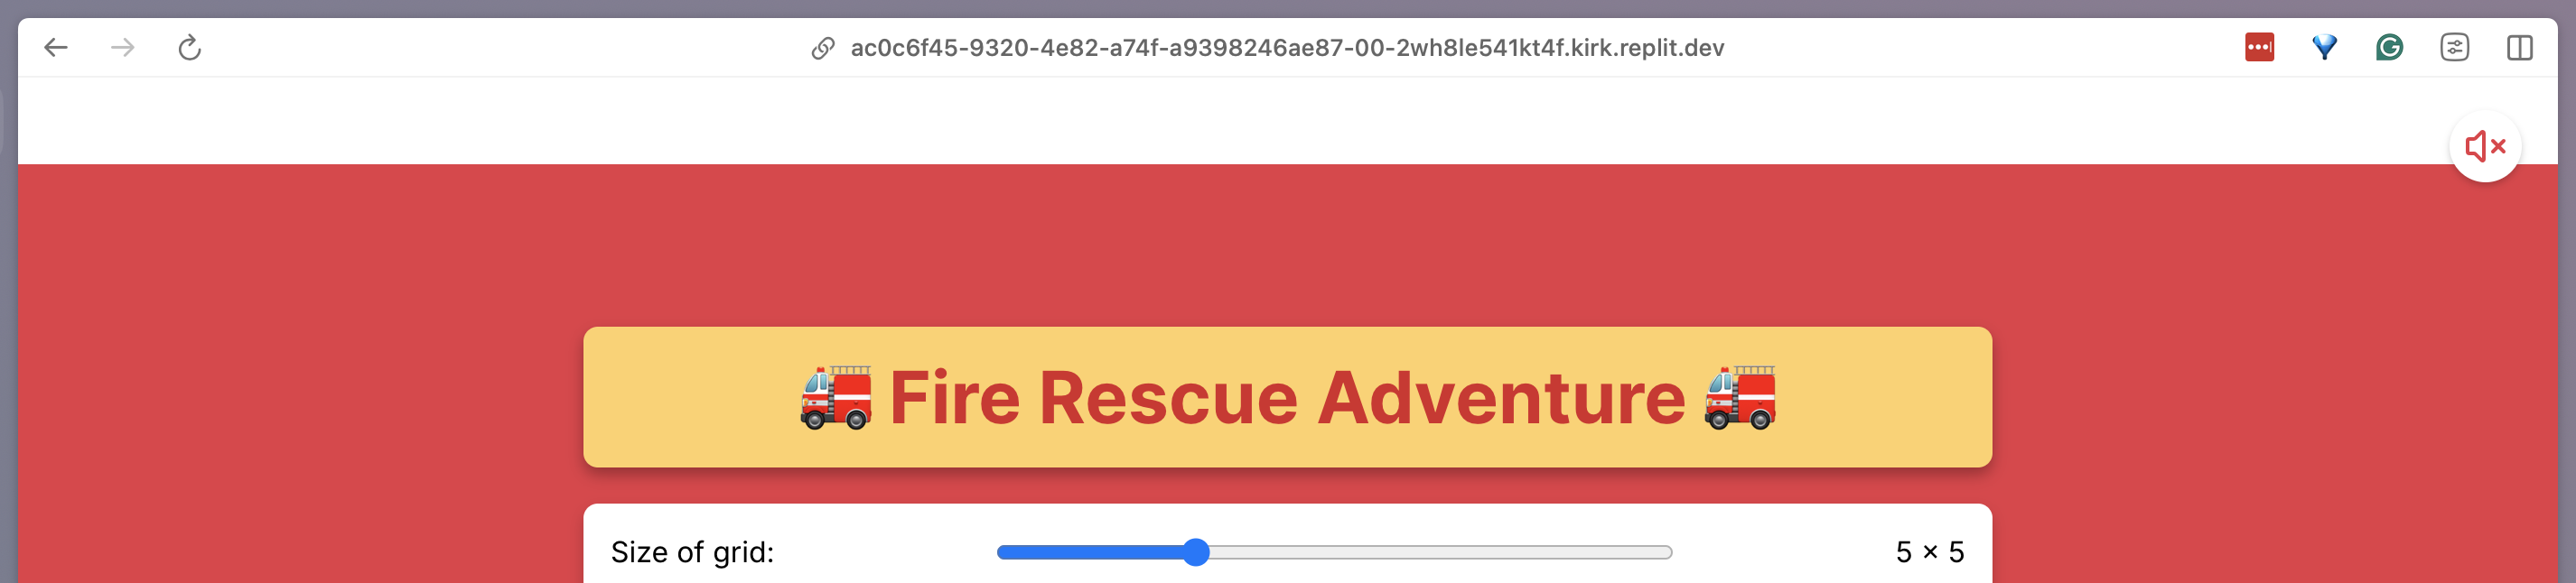 ac0c6f45-9320-4e82-a74f-a9398246ae87-00-2wh8le541kt4f.kirk.replit.dev
Fire Rescue Adventure
Size of grid: 5 × 5